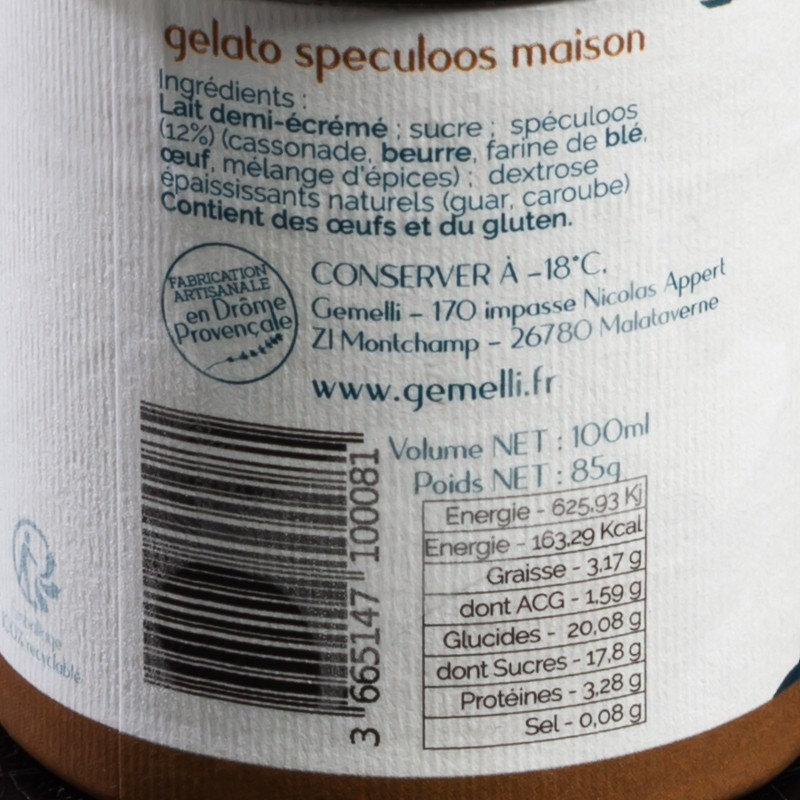 gelato speculoos maison
Ingrédients :
Lait demi-écrémé ; sucre ; spéculoos
(12%) (cassonade, beurre, farine de blé,
œuf, mélange d'épices) ; dextrose
épaississants naturels (guar, caroube)
Contient des œufs et du gluten.
FABRICATION
ARTISANALE
en Drôme
Provençale
CONSERVER À -18°C.
Gemelli - 170 impasse Nicolas Appert
ZI Montchamp - 26780 Malataverne
www.gemelli.fr
Volume NET : 100ml
Poids NET : 85g
3 665147 100081
Energie - 625,93 Kj
Energie - 163,29 Kcal
Graisse - 3,17 g
dont ACG - 1,59 g
Glucides - 20,08 g
dont Sucres - 17,8 g
Protéines - 3,28 g
Sel - 0,08 g
100% recyclable